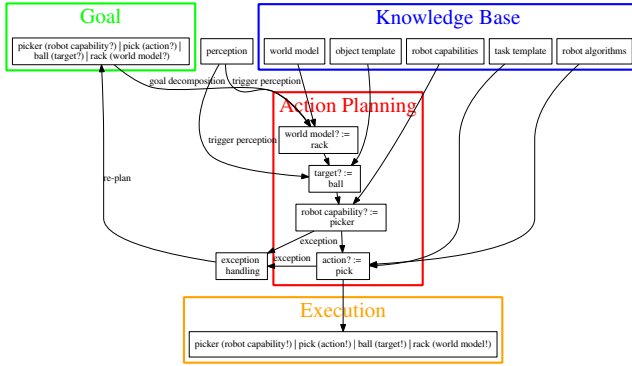 Goal
picker (robot capability?) | pick (action?) |
ball (target?) | rack (world model?)
perception
Knowledge Base
world model
object template
robot capabilities
task template
robot algorithms
goal decomposition
trigger perception
Action Planning
world model? :=
rack
trigger perception
target? :=
ball
re-plan
robot capability? :=
picker
exception
exception
handling
exception
action? :=
pick
Execution
picker (robot capability!) | pick (action!) | ball (target!) | rack (world model!)